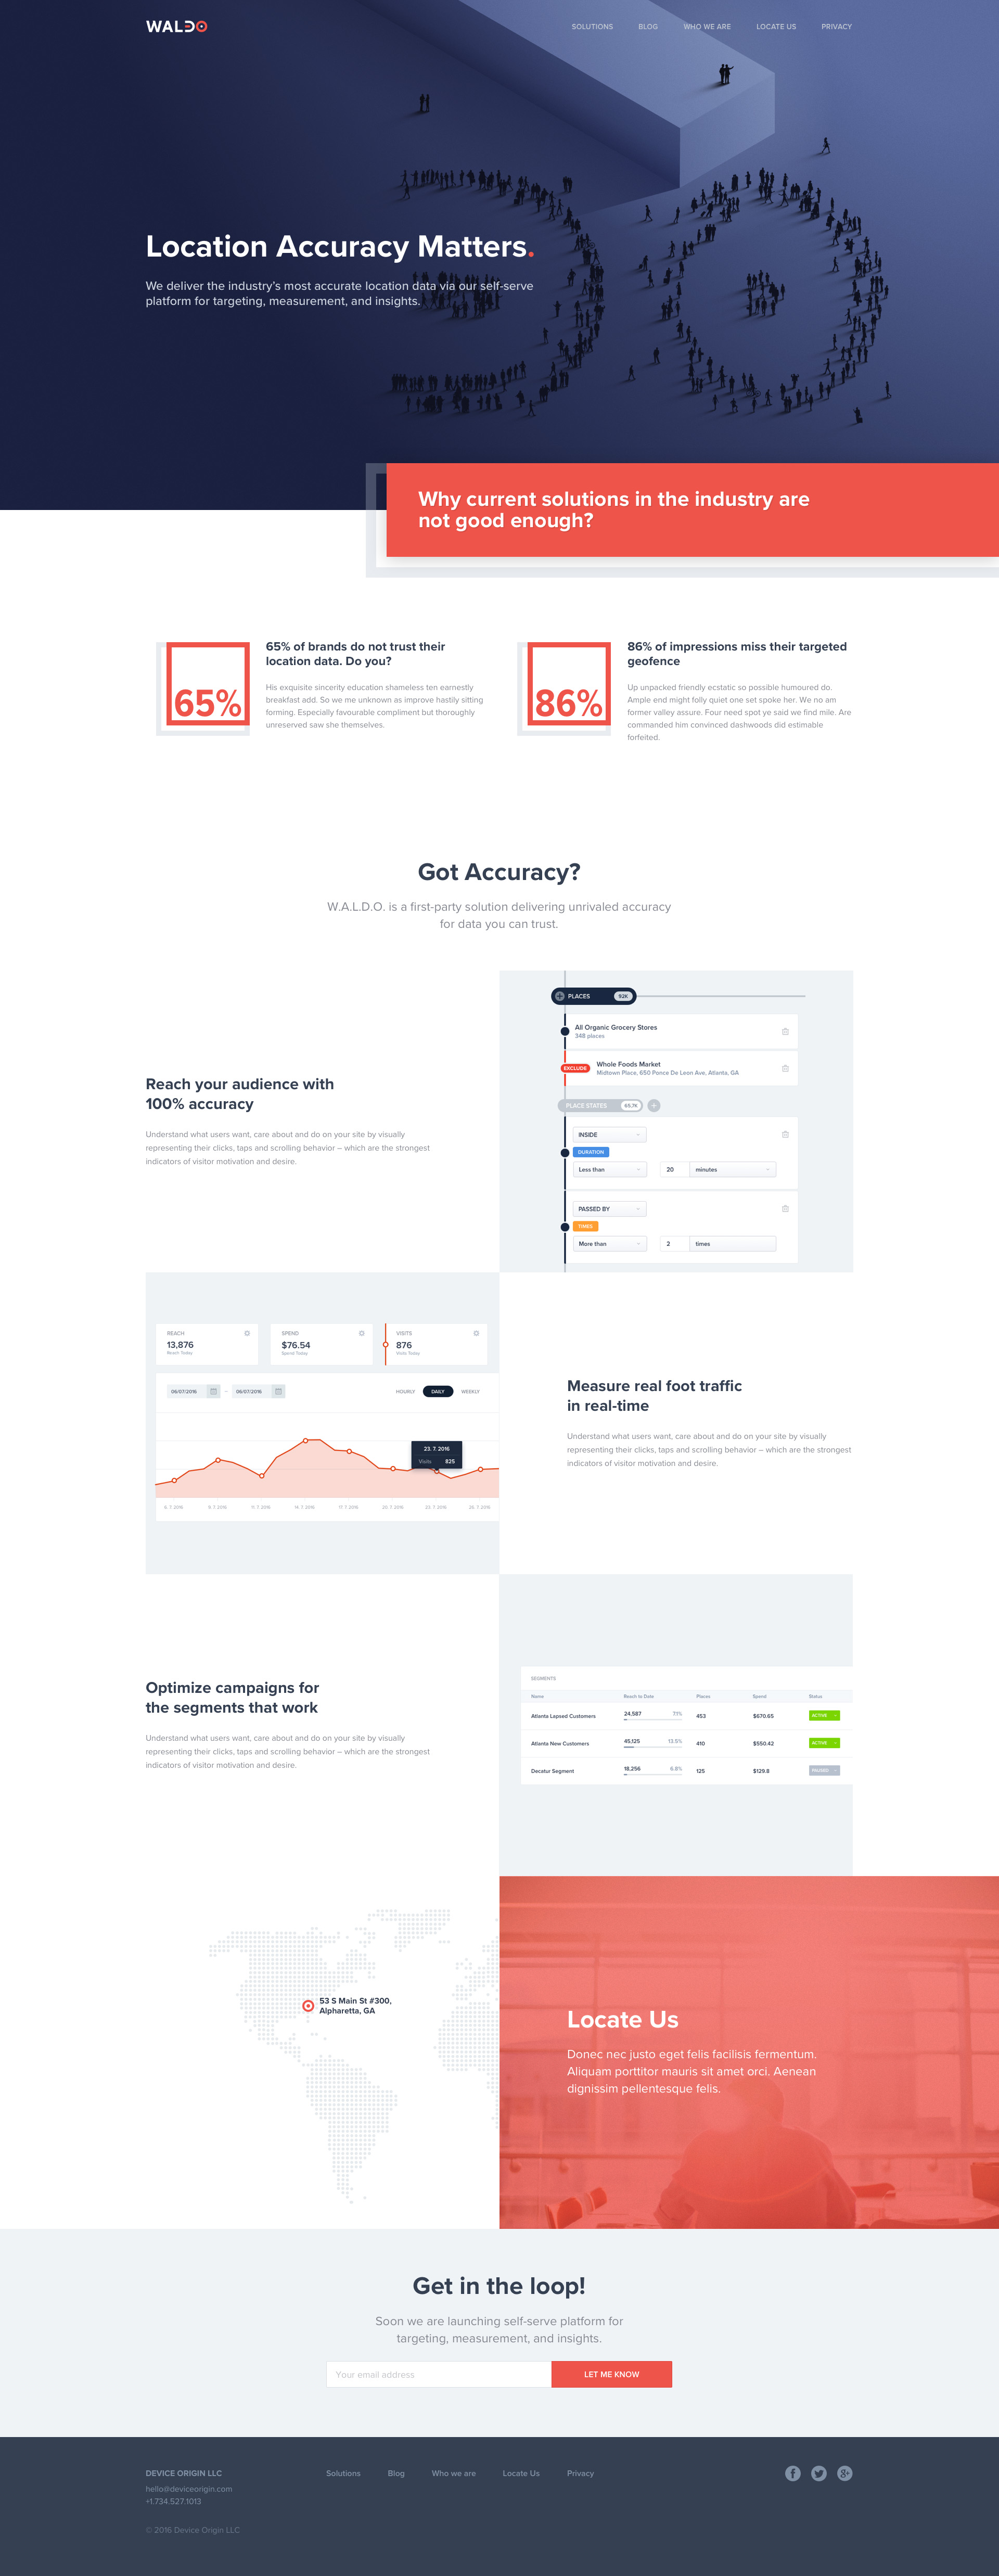 WALDO
SOLUTIONS BLOG WHO WE ARE LOCATE US PRIVACY
Location Accuracy Matters.
We deliver the industry's most accurate location data via our self-serve
platform for targeting, measurement, and insights.
Why current solutions in the industry are
not good enough?
65%
65% of brands do not trust their
location data. Do you?
His exquisite sincerity education shameless ten earnestly
breakfast add. So we me unknown as improve hastily sitting
forming. Especially favourable compliment but thoroughly
unreserved saw she themselves.
86%
86% of impressions miss their targeted
geofence
Up unpacked friendly ecstatic so possible humoured do.
Ample end might folly quiet one set spoke her. We no am
former valley assure. Four need spot ye said we find mile. Are
commanded him convinced dashwoods did estimable
forfeited.
Got Accuracy?
W.A.L.D.O. is a first-party solution delivering unrivaled accuracy
for data you can trust.
Reach your audience with
100% accuracy
Understand what users want, care about and do on your site by visually
representing their clicks, taps and scrolling behavior – which are the strongest
indicators of visitor motivation and desire.
PLACES 92K
All Organic Grocery Stores
348 places
EXCLUDE
Whole Foods Market
Midtown Place, 650 Ponce De Leon Ave, Atlanta, GA
PLACE STATES 65.7K +
INSIDE
DURATION
Less than 20 minutes
PASSED BY
TIMES
More than 2 times
REACH
13,876
Reach Today
SPEND
$76.54
Spend Today
VISITS
876
Visits Today
06/07/2016 – 06/07/2016
HOURLY DAILY WEEKLY
23. 7. 2016
Visits 825
6. 7. 2016 9. 7. 2016 11. 7. 2016 14. 7. 2016 17. 7. 2016 20. 7. 2016 23. 7. 2016 26. 7. 2016
Measure real foot traffic
in real-time
Understand what users want, care about and do on your site by visually
representing their clicks, taps and scrolling behavior – which are the strongest
indicators of visitor motivation and desire.
Optimize campaigns for
the segments that work
Understand what users want, care about and do on your site by visually
representing their clicks, taps and scrolling behavior – which are the strongest
indicators of visitor motivation and desire.
SEGMENTS
Name Reach to Date Places Spend Status
Atlanta Lapsed Customers 24,587 7.1% 453 $670.65 ACTIVE
Atlanta New Customers 45,125 13.5% 410 $550.42 ACTIVE
Decatur Segment 18.256 6.8% 125 $129.8 PAUSED
53 S Main St #300,
Alpharetta, GA
Locate Us
Donec nec justo eget felis facilisis fermentum.
Aliquam porttitor mauris sit amet orci. Aenean
dignissim pellentesque felis.
Get in the loop!
Soon we are launching self-serve platform for
targeting, measurement, and insights.
Your email address
LET ME KNOW
DEVICE ORIGIN LLC
hello@deviceorigin.com
+1.734.527.1013
© 2016 Device Origin LLC
Solutions Blog Who we are Locate Us Privacy